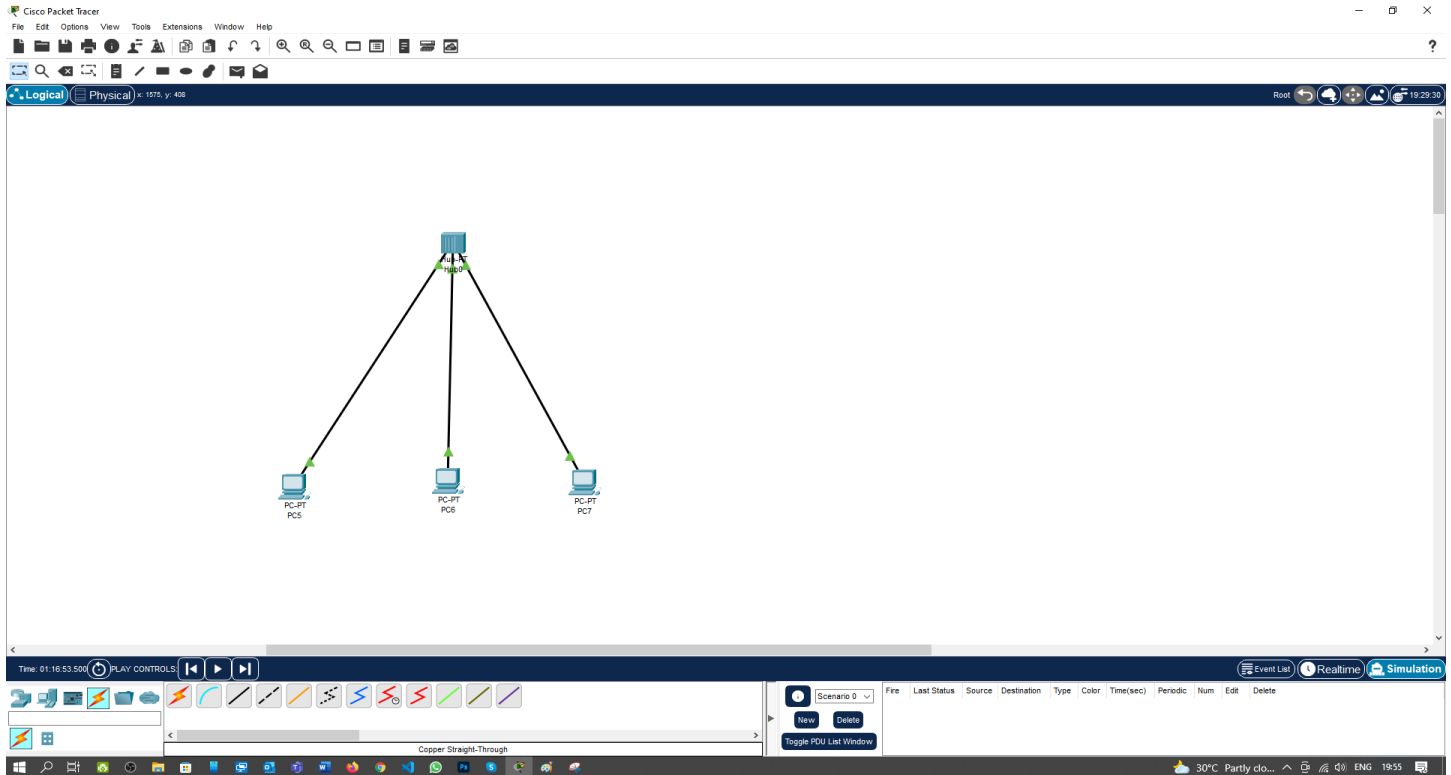 Cisco Packet Tracer
File Edit Options View Tools Extensions Window Help
?
Logical Physical x: 1575, y: 408 Root 19:29:30
Hub-PT
Hub0
PC-PT
PC5
PC-PT
PC6
PC-PT
PC7
Time: 01:16:53.500 PLAY CONTROLS: Event List Realtime Simulation
Scenario 0 Fire Last Status Source Destination Type Color Time(sec) Periodic Num Edit Delete
New Delete
Toggle PDU List Window
Copper Straight-Through
30°C Partly clo... ENG 19:55